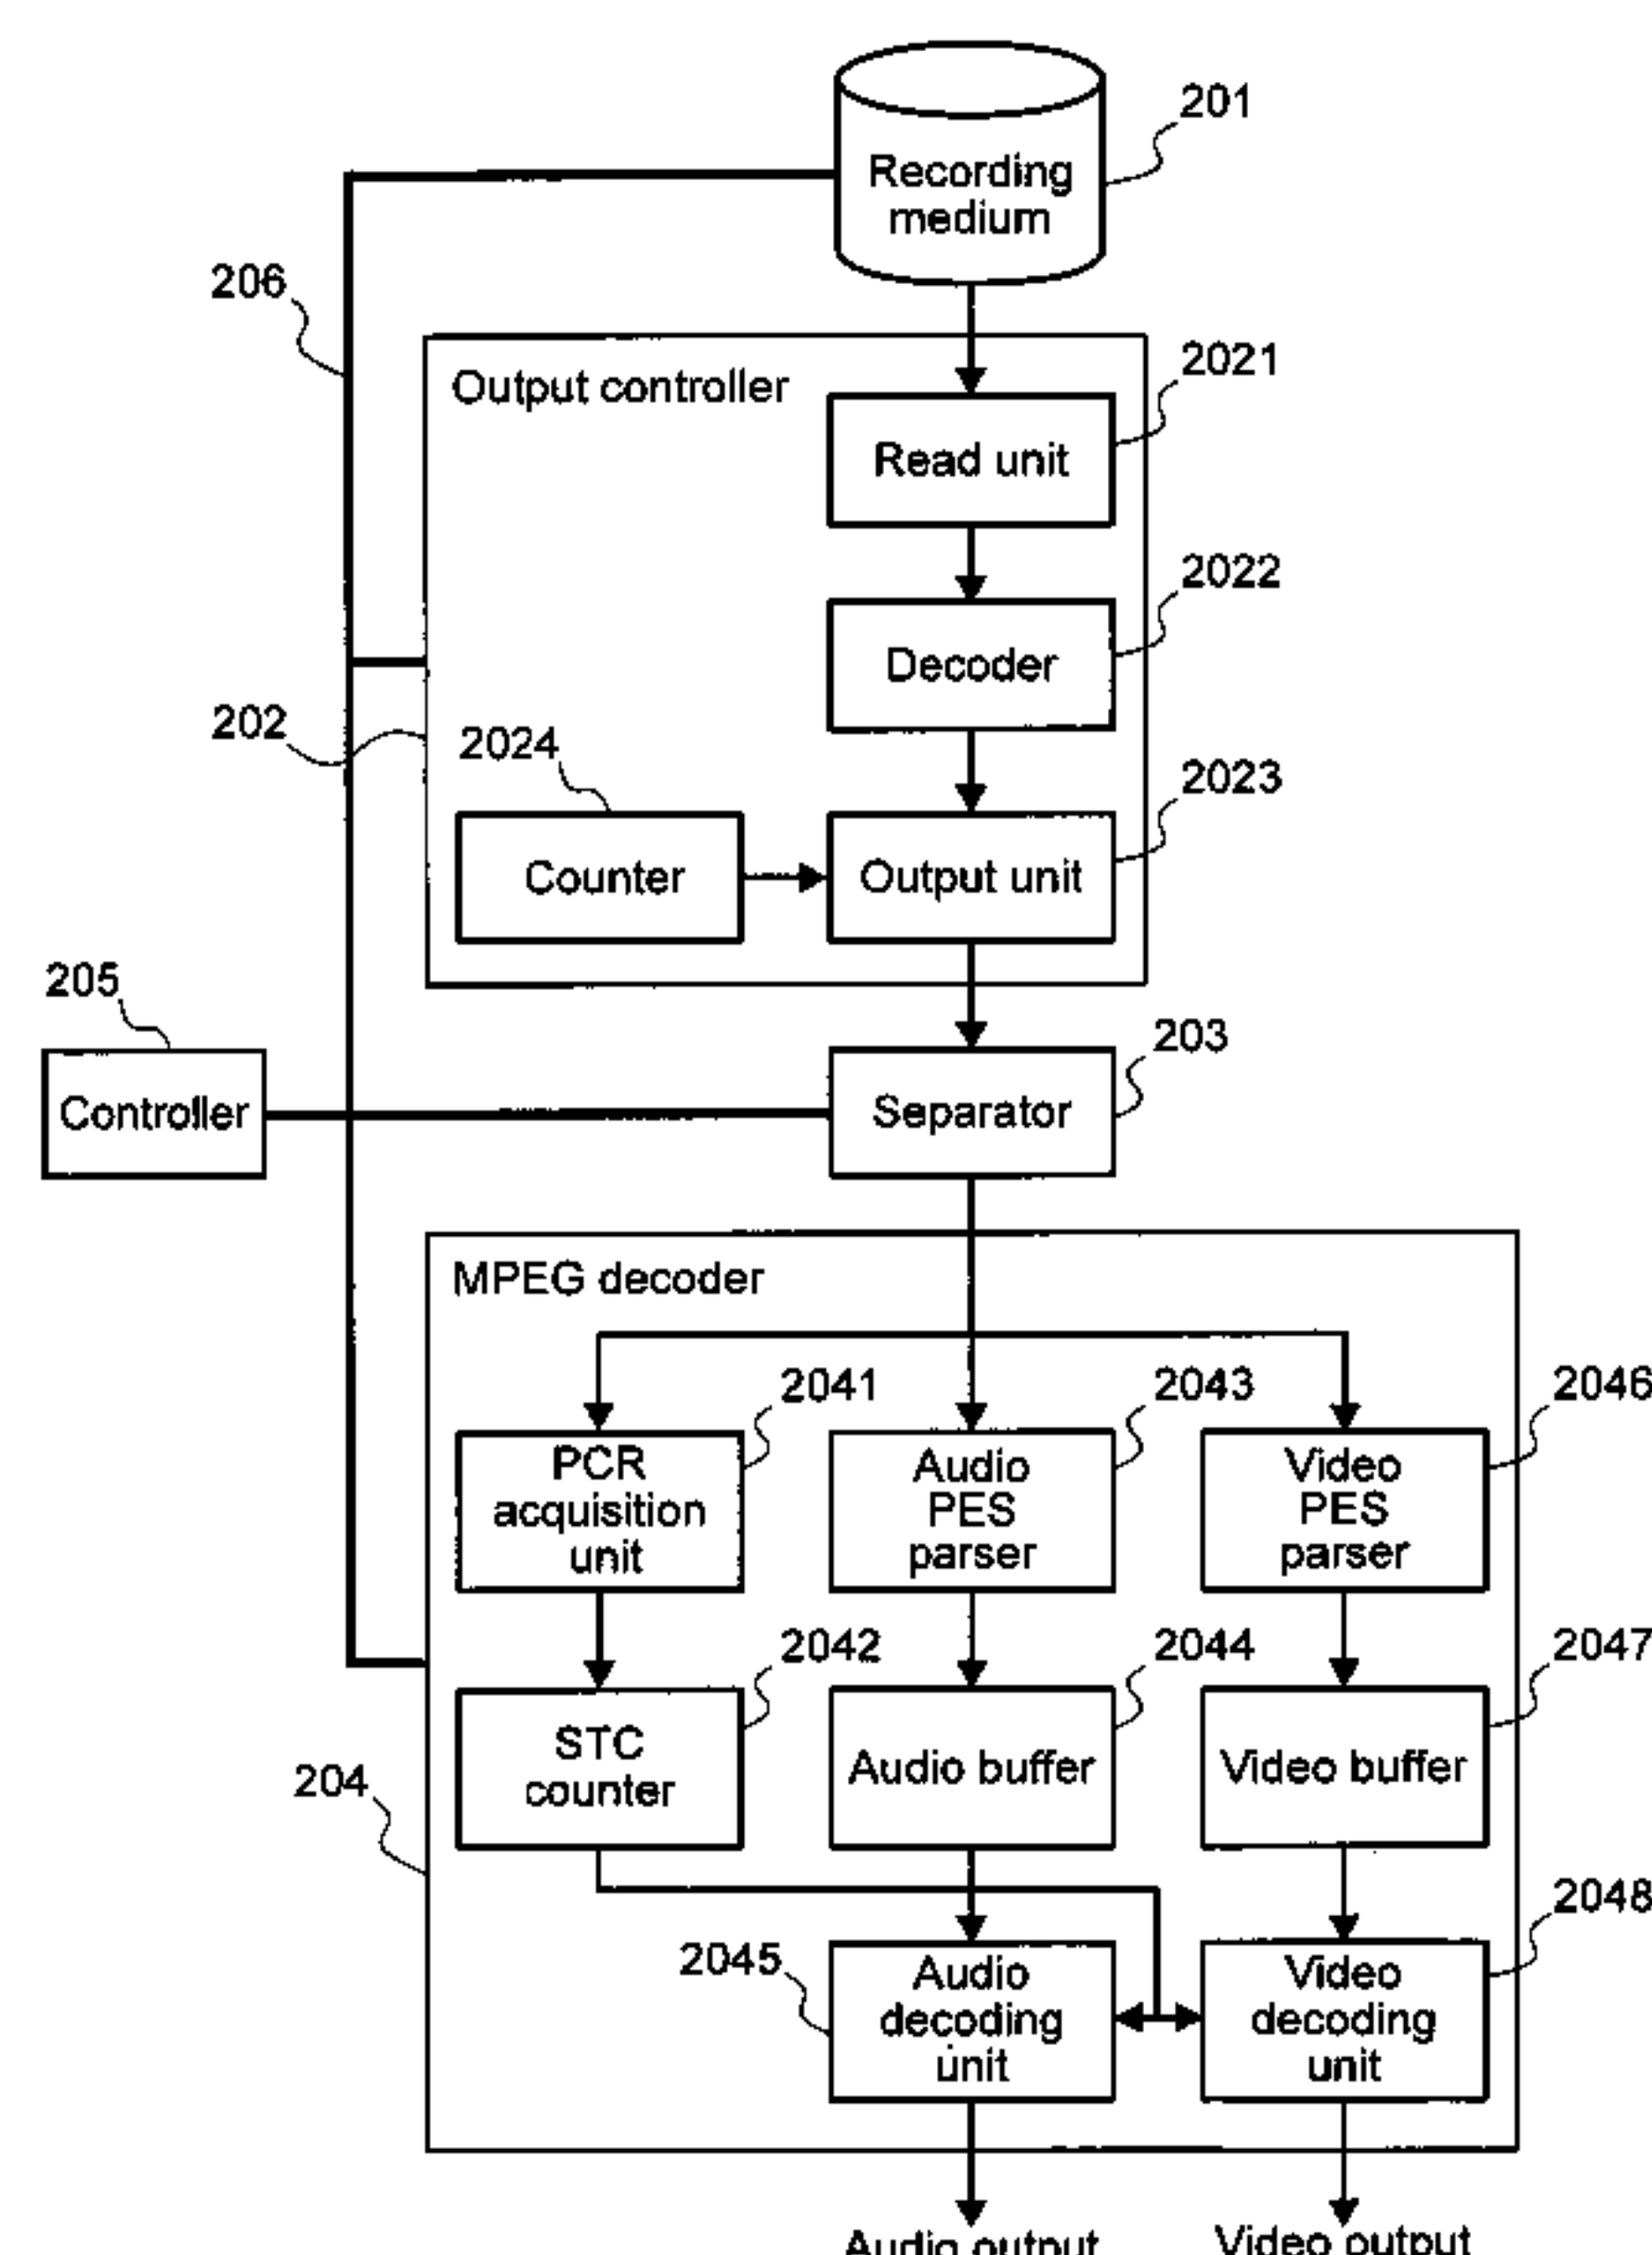 201
Recording
medium
206
Output controller
2021
Read unit
2022
Decoder
202
2024
2023
Counter
Output unit
205
203
Controller
Separator
MPEG decoder
2041
2043
2046
PCR
acquisition
unit
Audio
PES
parser
Video
PES
parser
2042
2044
2047
STC
counter
Audio buffer
Video buffer
204
2048
2045
Audio
decoding
unit
Video
decoding
unit
Audio output
Video output